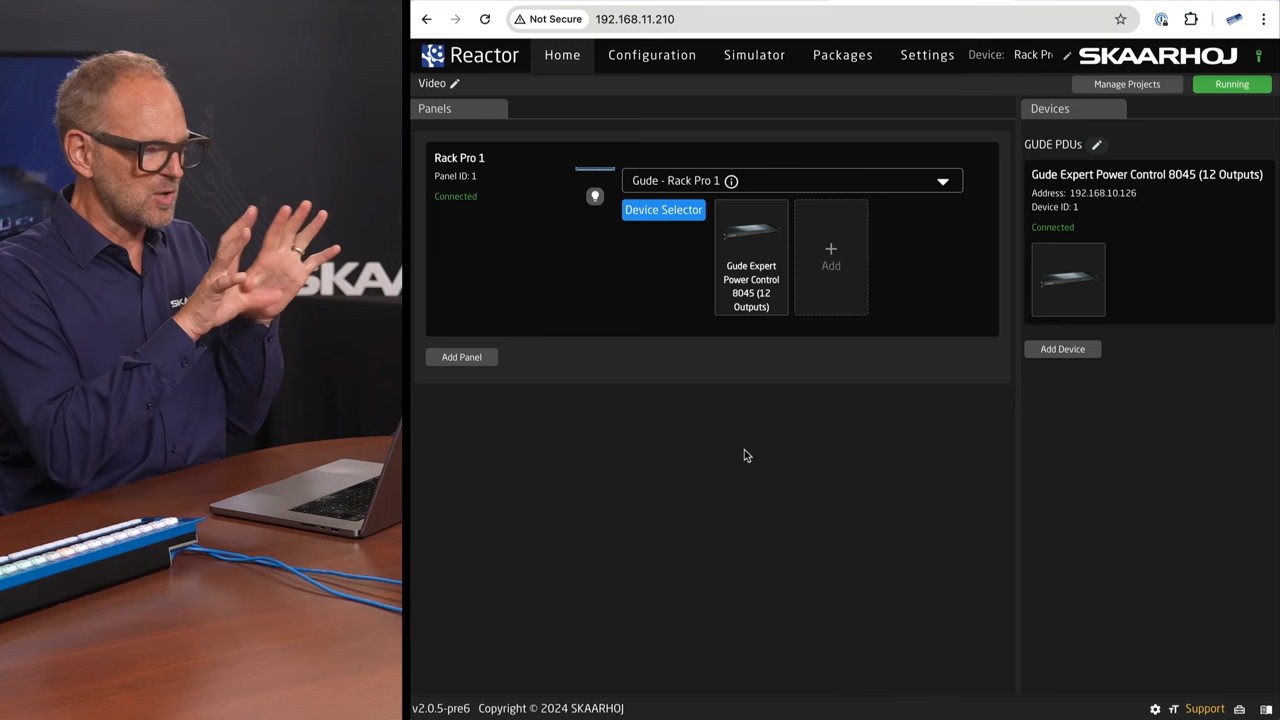 Not Secure
192.168.11.210
Reactor
Home
Configuration
Simulator
Packages
Settings
Device:
Rack Pr
SKAARHOJ
Video
Manage Projects
Running
Panels
Devices
Rack Pro 1
Panel ID: 1
Connected
Gude - Rack Pro 1
Device Selector
Gude Expert
Power Control
8045 (12
Outputs)
+
Add
Add Panel
GUDE PDUs
Gude Expert Power Control 8045 (12 Outputs)
Address: 192.168.10.126
Device ID: 1
Connected
Add Device
SKAA
SKAA
v2.0.5-pre6
Copyright © 2024 SKAARHOJ
Support